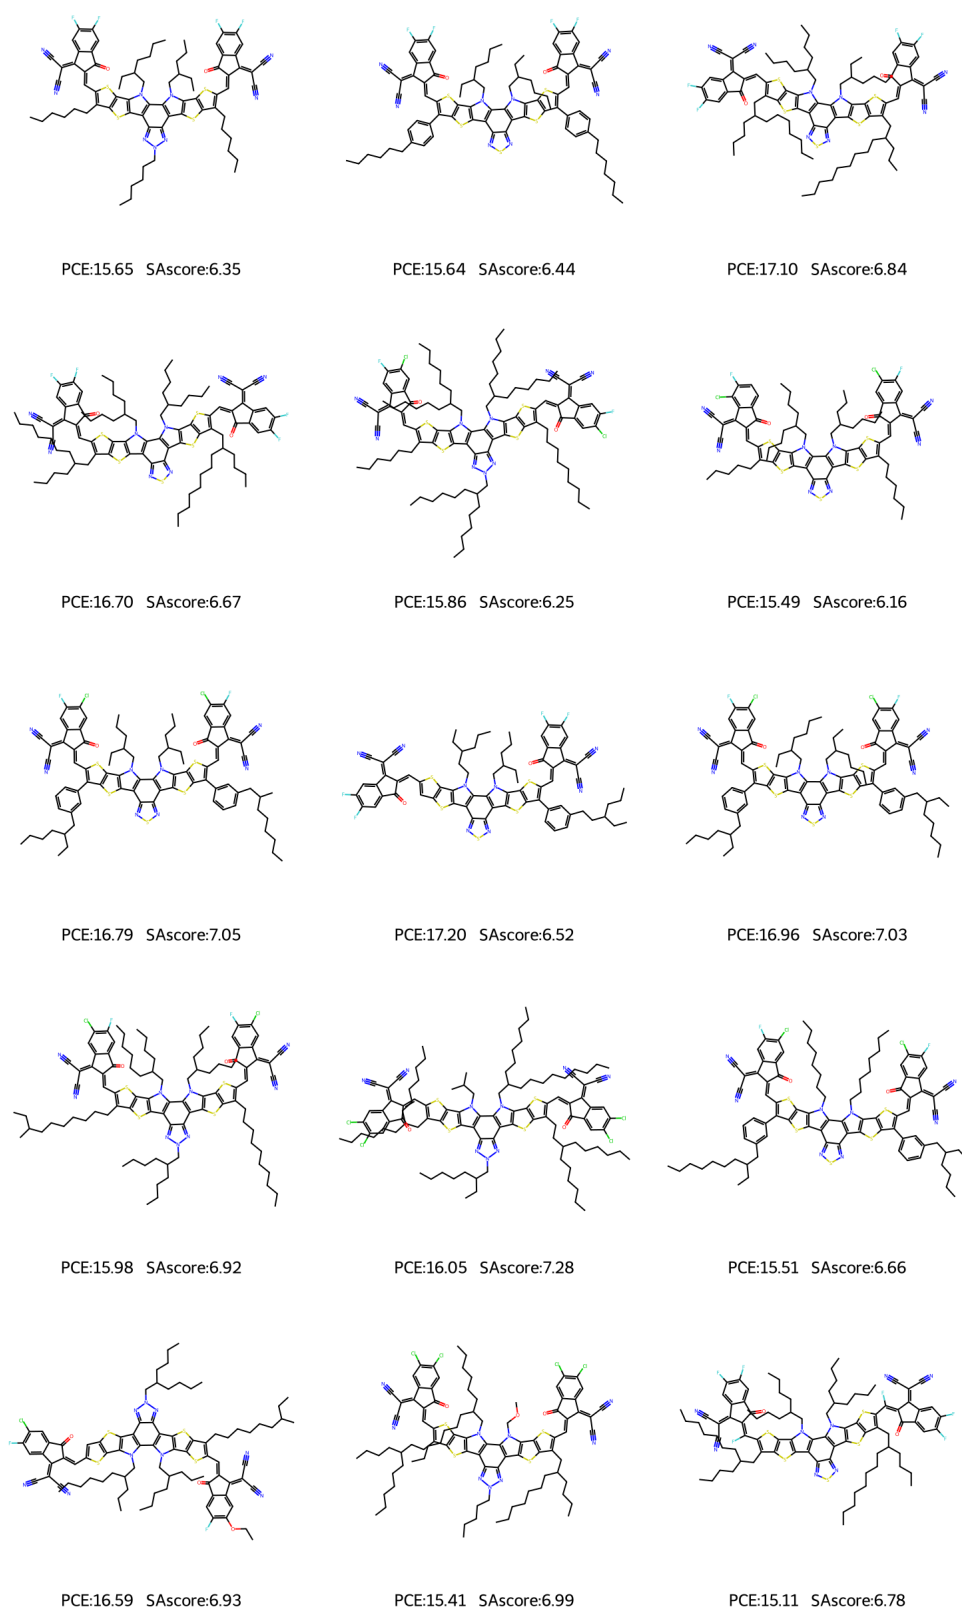 PCE:15.65 SAscore:6.35
PCE:15.64 SAscore:6.44
PCE:17.10 SAscore:6.84
PCE:16.70 SAscore:6.67
PCE:15.86 SAscore:6.25
PCE:15.49 SAscore:6.16
PCE:16.79 SAscore:7.05
PCE:17.20 SAscore:6.52
PCE:16.96 SAscore:7.03
PCE:15.98 SAscore:6.92
PCE:16.05 SAscore:7.28
PCE:15.51 SAscore:6.66
PCE:16.59 SAscore:6.93
PCE:15.41 SAscore:6.99
PCE:15.11 SAscore:6.78